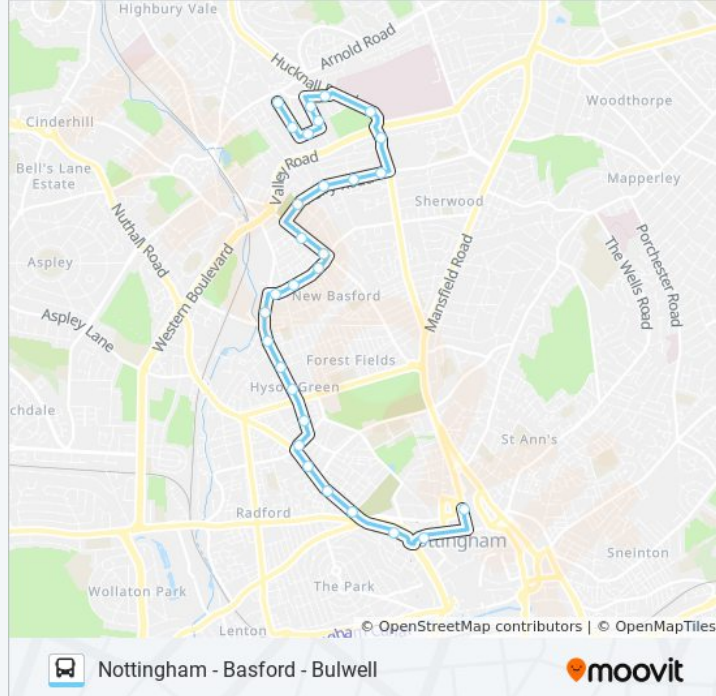 Highbury Vale
Arnold Road
Hucknall
Woodthorpe
Cinderhill
Valley Road
Bell's Lane
Estate
Mapperley
Sherwood
Nuthall Road
Porchester Road
The Wells Road
Aspley
Western Boulevard
Mansfield Road
New Basford
Aspley Lane
Forest Fields
Hyson Green
chdale
St Ann's
Radford
ottingham
Sneinton
The Park
Wollaton Park
Lenton
© OpenStreetMap contributors | © OpenMapTiles
Nottingham - Basford - Bulwell
moovit